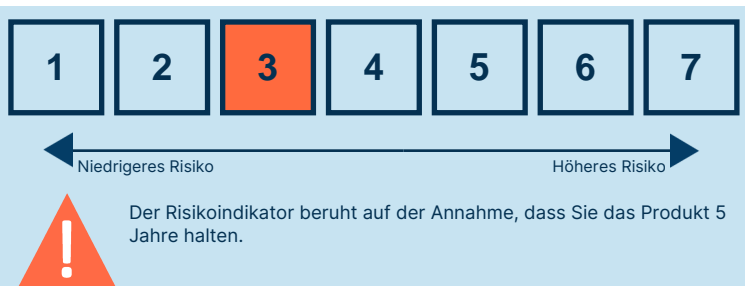 1 2 3 4 5 6 7
Niedrigeres Risiko Höheres Risiko
!
Der Risikoindikator beruht auf der Annahme, dass Sie das Produkt 5
Jahre halten.